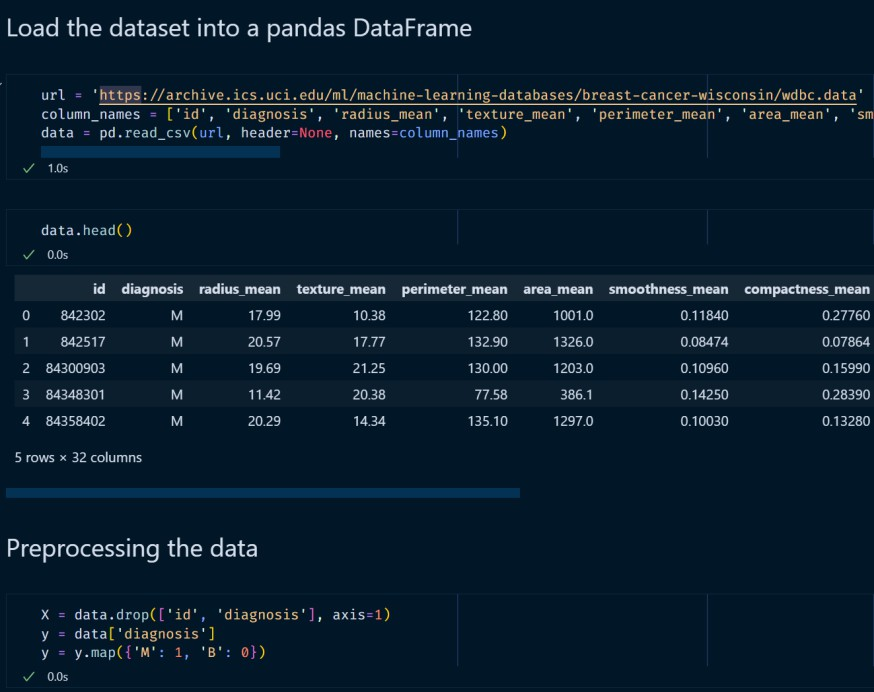 Load the dataset into a pandas DataFrame
url = 'https://archive.ics.uci.edu/ml/machine-learning-databases/breast-cancer-wisconsin/wdbc.data'
column_names = ['id', 'diagnosis', 'radius_mean', 'texture_mean', 'perimeter_mean', 'area_mean', 'sm
data = pd.read_csv(url, header=None, names=column_names)
✓ 1.0s
data.head()
✓ 0.0s
id diagnosis radius_mean texture_mean perimeter_mean area_mean smoothness_mean compactness_mean
0 842302 M 17.99 10.38 122.80 1001.0 0.11840 0.27760
1 842517 M 20.57 17.77 132.90 1326.0 0.08474 0.07864
2 84300903 M 19.69 21.25 130.00 1203.0 0.10960 0.15990
3 84348301 M 11.42 20.38 77.58 386.1 0.14250 0.28390
4 84358402 M 20.29 14.34 135.10 1297.0 0.10030 0.13280
5 rows × 32 columns
Preprocessing the data
X = data.drop(['id', 'diagnosis'], axis=1)
y = data['diagnosis']
y = y.map({'M': 1, 'B': 0})
✓ 0.0s